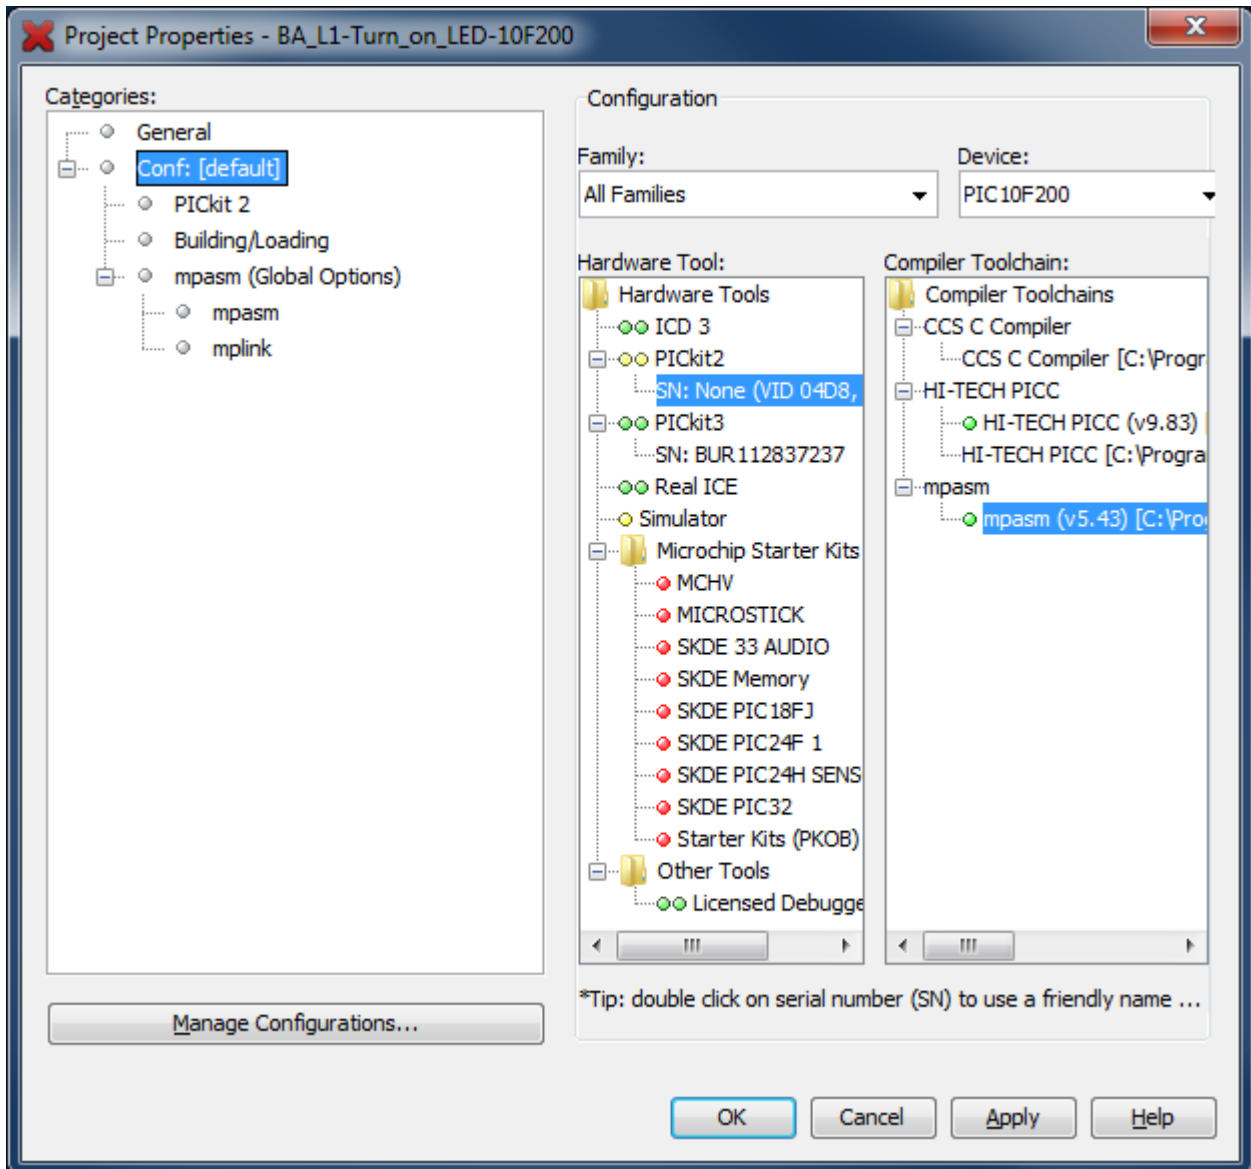 Project Properties - BA_L1-Turn_on_LED-10F200
Categories:
General
Conf: [default]
PICkit 2
Building/Loading
mpasm (Global Options)
mpasm
mplink
Manage Configurations...
Configuration
Family:
All Families
Device:
PIC10F200
Hardware Tool:
Hardware Tools
ICD 3
PICkit2
SN: None (VID 04D8,
PICkit3
SN: BUR112837237
Real ICE
Simulator
Microchip Starter Kits
MCHV
MICROSTICK
SKDE 33 AUDIO
SKDE Memory
SKDE PIC18FJ
SKDE PIC24F 1
SKDE PIC24H SENS
SKDE PIC32
Starter Kits (PKOB)
Other Tools
Licensed Debugge
Compiler Toolchain:
Compiler Toolchains
CCS C Compiler
CCS C Compiler [C:\Progr
HI-TECH PICC
HI-TECH PICC (v9.83) [
HI-TECH PICC [C:\Progra
mpasm
mpasm (v5.43) [C:\Pro
*Tip: double click on serial number (SN) to use a friendly name ...
OK
Cancel
Apply
Help